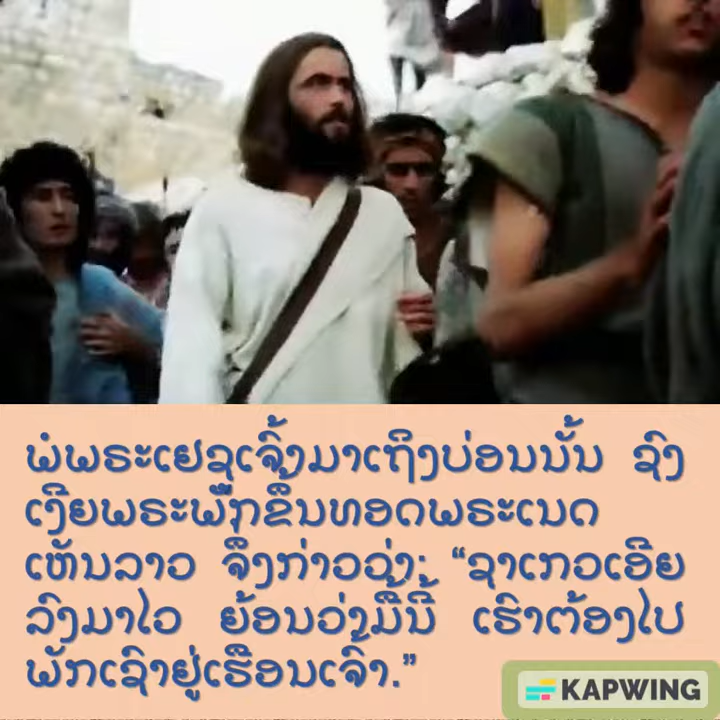 ພໍພຣະເຢຊູເຈົ້າມາເຖິງບ່ອນນັ້ນ ຊົງ
ເງີຍພຣະພັກຂຶ້ນທອດພຣະເນດ
ເຫັນລາວ ຈຶ່ງກ່າວວ່າ: “ຊາເກວເອີຍ
ລົງມາໄວ ຍ້ອນວ່າມື້ນີ້ ເຮົາຕ້ອງໄປ
ພັກເຊົາຢູ່ເຮືອນເຈົ້າ.”
KAPWING